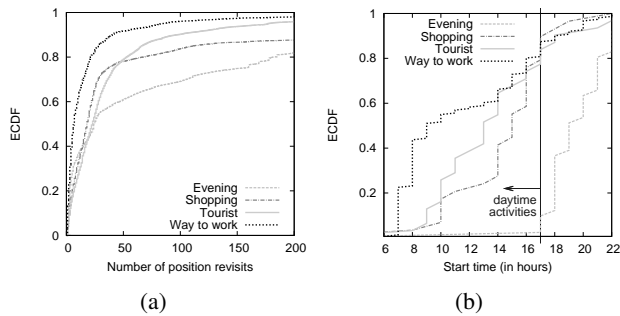 ECDF
1
0.8
0.6
0.4
0.2
0
0 50 100 150 200
Number of position revisits
Evening
Shopping
Tourist
Way to work
(a)
ECDF
1
0.8
0.6
0.4
0.2
6 8 10 12 14 16 18 20 22
Start time (in hours)
Evening
Shopping
Tourist
Way to work
daytime
activities
(b)